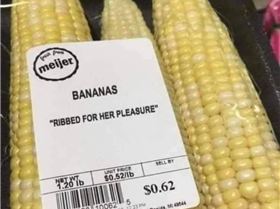 meijer
BANANAS
"RIBBED FOR HER PLEASURE"
NET WT
1.20 lb
UNIT PRICE
$0.52/lb
SELL BY
$0.62